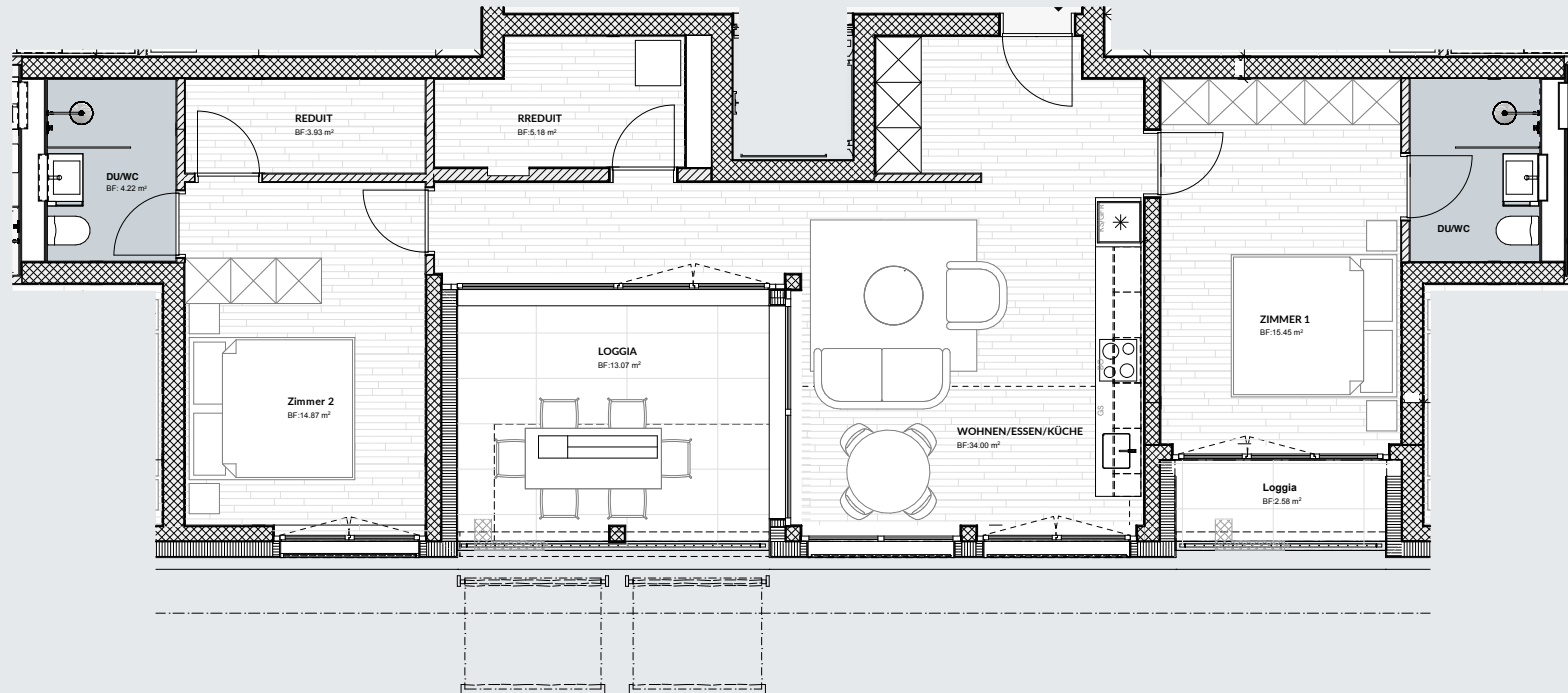 REDUIT
BF:3.93 m²
RREDUIT
BF:5.18 m²
DU/WC
BF: 4.22 m²
DU/WC
LOGGIA
BF:13.07 m²
ZIMMER 1
BF:15.45 m²
Zimmer 2
BF:14.87 m²
WOHNEN/ESSEN/KÜCHE
BF:34.00 m²
GS
Loggia
BF:2.58 m²